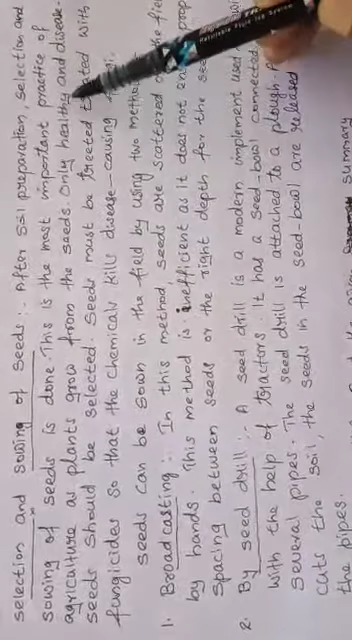 selection and sowing of seeds :- After soil preparation selection and
sowing of seeds is done. This is the most important practice of
agriculture as plants grow from the seeds. Only healthy and disease-
seeds should be selected. Seeds must be treated with
fungicides so that the chemicals kills disease-causing
seeds can be sown in the field by using two
1. Broadcasting :- In this method seeds are scattered
by hands. This method is inefficient as it does not
spacing between seeds or the right depth for the
2. By seed drill :- A seed drill is a modern implement used
with the help of tractors. It has a seed-bowl connected
several pipes. The seed drill is attached to a plough-
cuts the soil, the seeds in the seed-bowl are released
the pipes.
summary